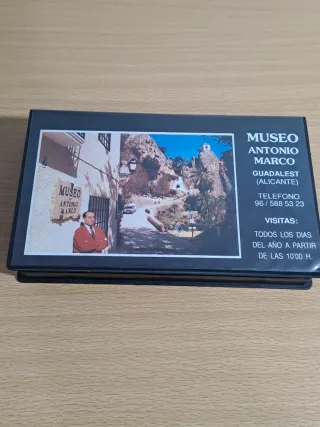 MUSEO
ANTONIO
MARCO
GUADALEST
(ALICANTE)
TELEFONO
96 / 588 53 23
VISITAS:
TODOS LOS DIAS
DEL AÑO A PARTIR
DE LAS 10'00 H.
MUSEO
ANTONIO
MARCO